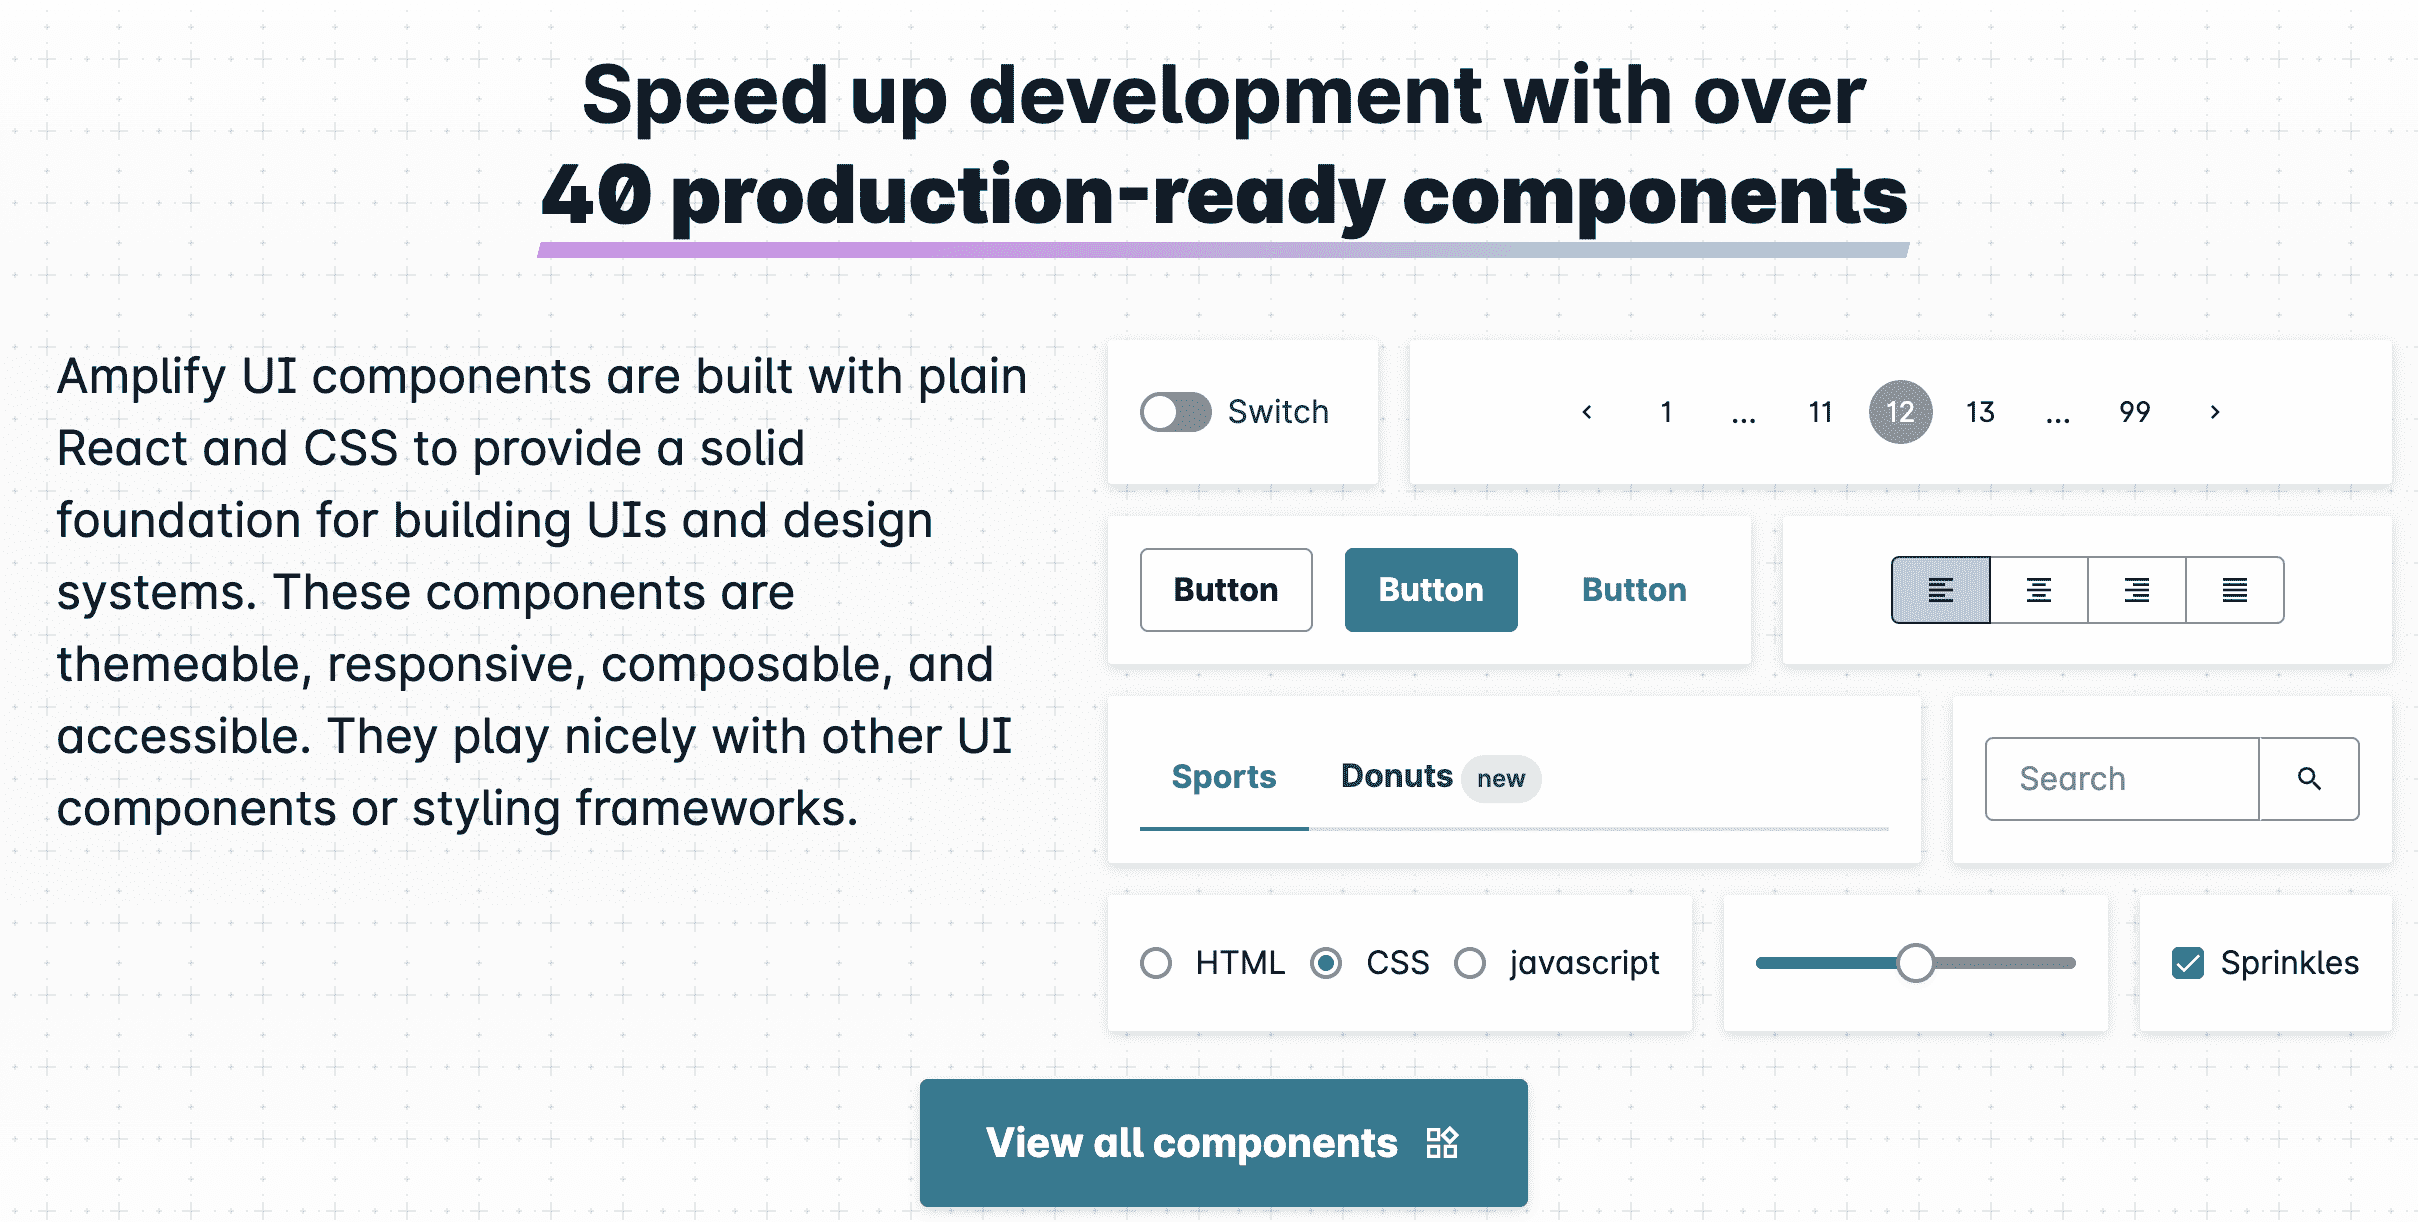 Speed up development with over
40 production-ready components
Amplify UI components are built with plain
React and CSS to provide a solid
foundation for building UIs and design
systems. These components are
themeable, responsive, composable, and
accessible. They play nicely with other UI
components or styling frameworks.
Switch
‹ 1 ... 11 12 13 ... 99 ›
Button Button Button
Sports Donuts new
Search
HTML CSS javascript
Sprinkles
View all components